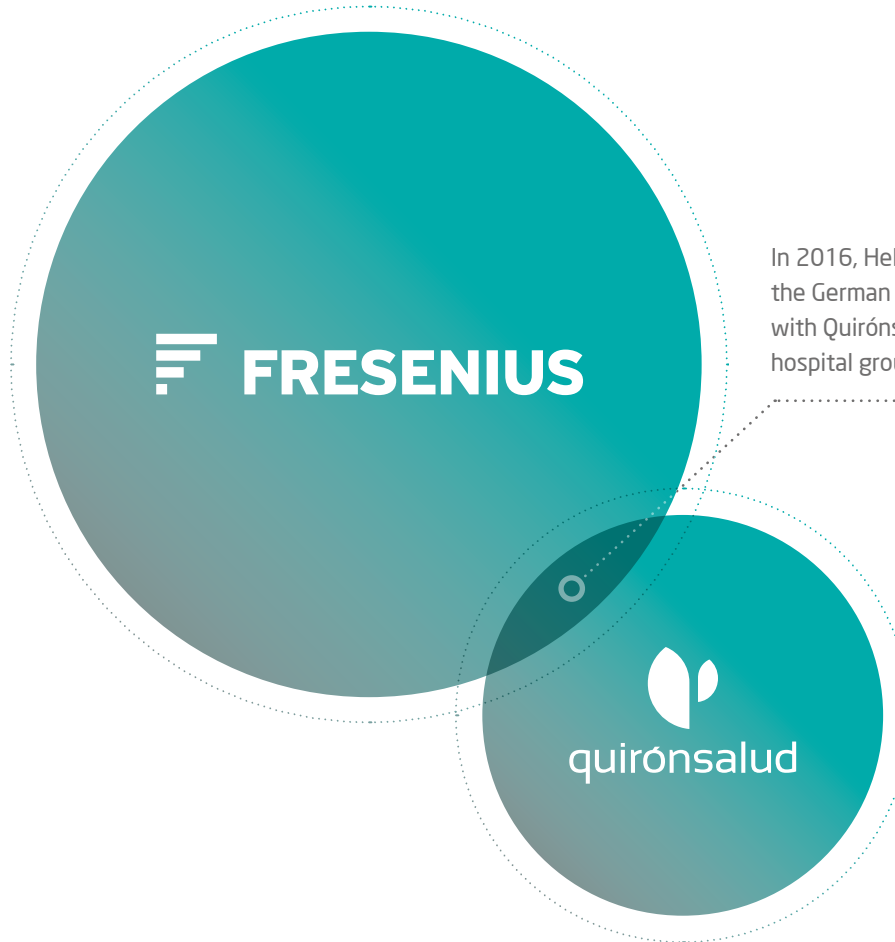 In 2016, Hel
the German
with Quiróns
hospital grou
FRESENIUS
quirónsalud